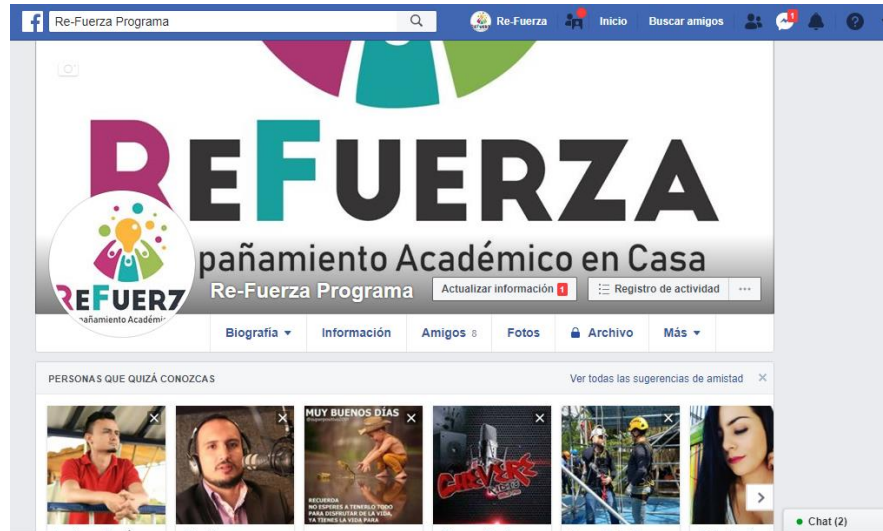 Re-Fuerza Programa
Re-Fuerza
Inicio
Buscar amigos
1
REFUERZA
pañamiento Académico en Casa
REFUERZ
pañamiento Académic
Re-Fuerza Programa
Actualizar información 1
Registro de actividad
...
Biografía
Información
Amigos 8
Fotos
Archivo
Más
PERSONAS QUE QUIZÁ CONOZCAS
Ver todas las sugerencias de amistad
MUY BUENOS DÍAS
RECUERDA
NO ESPERES A TENERLO TODO
PARA DISFRUTAR DE LA VIDA,
YA TIENES LA VIDA PARA
CHEVERE
Chat (2)